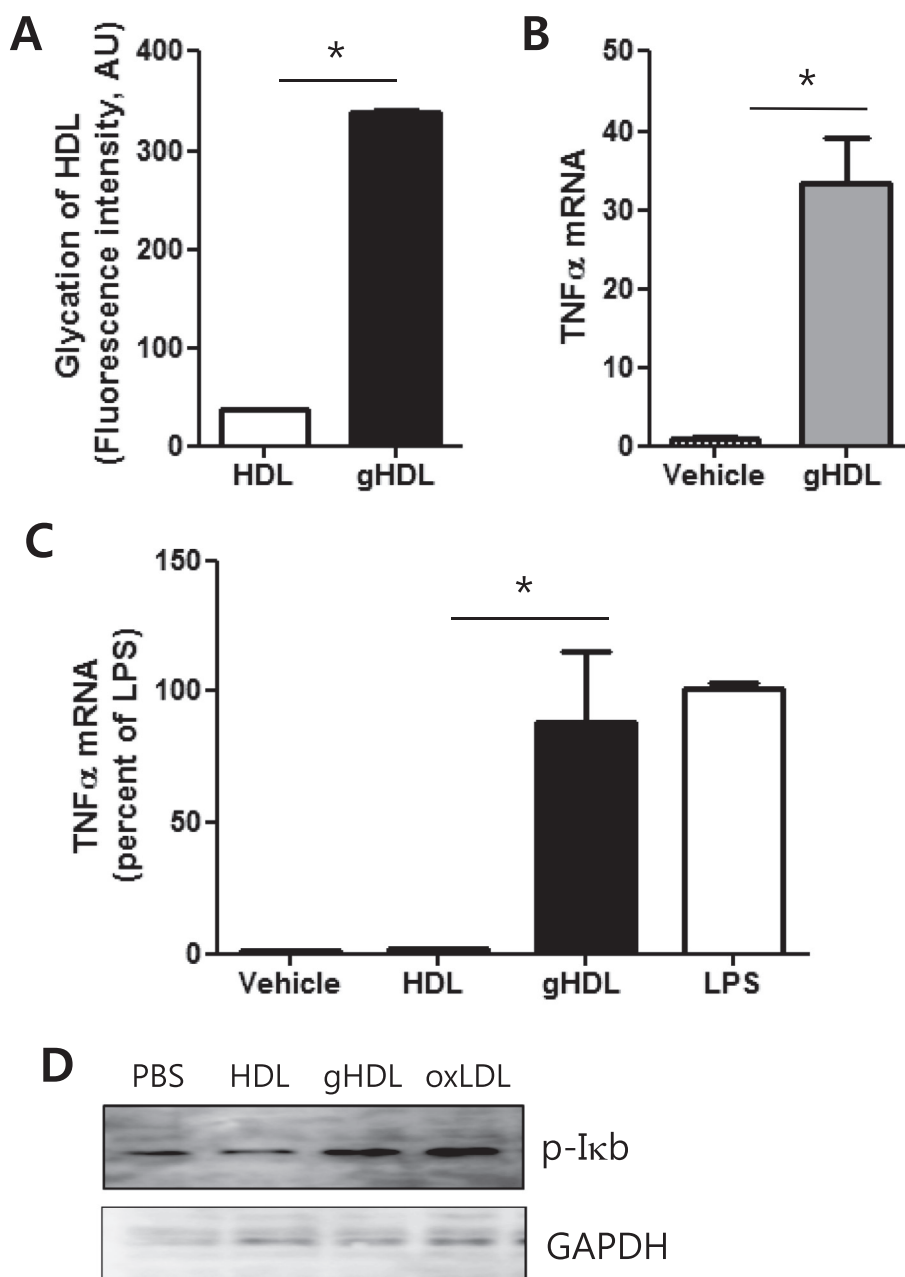 A
Glycation of HDL
(Fluorescence intensity, AU)
400
300
200
100
0
*
HDL gHDL
B
TNFα mRNA
50
40
30
20
10
0
*
Vehicle gHDL
C
TNFα mRNA
(percent of LPS)
150
100
50
0
*
Vehicle HDL gHDL LPS
D
PBS HDL gHDL oxLDL
p-Iκb
GAPDH